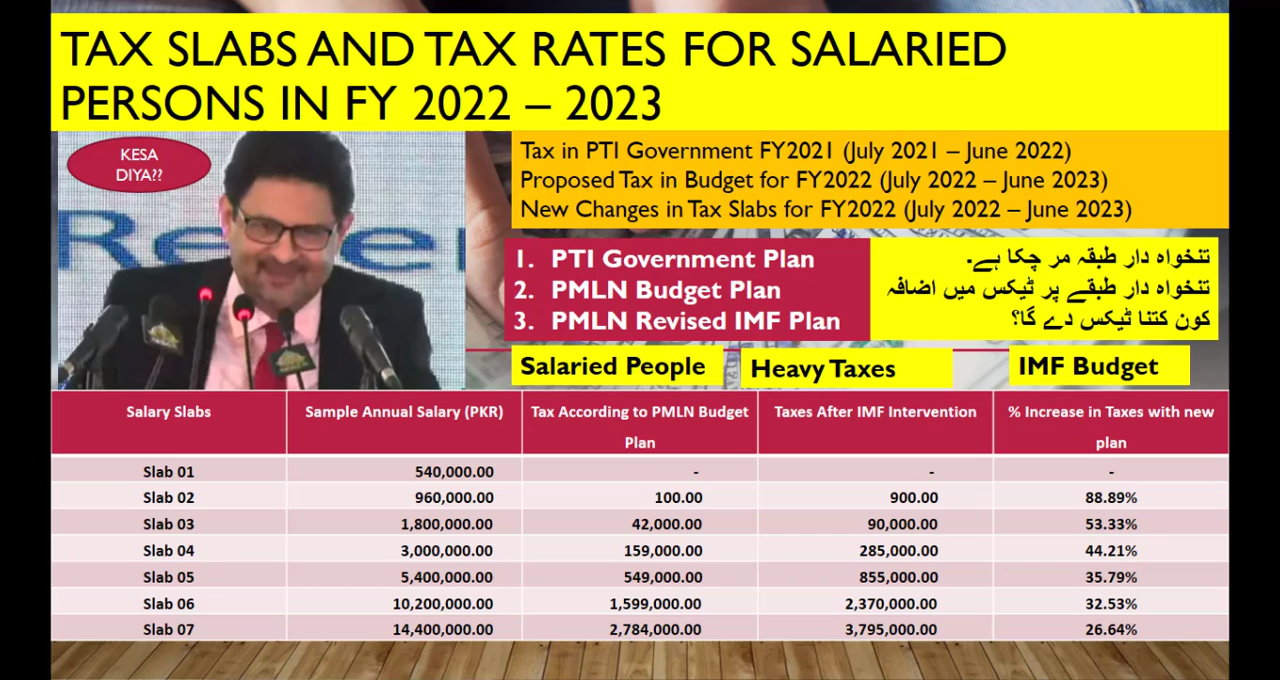 TAX SLABS AND TAX RATES FOR SALARIED
PERSONS IN FY 2022 – 2023
KESA
DIYA??
Tax in PTI Government FY2021 (July 2021 – June 2022)
Proposed Tax in Budget for FY2022 (July 2022 – June 2023)
New Changes in Tax Slabs for FY2022 (July 2022 – June 2023)
1. PTI Government Plan
2. PMLN Budget Plan
3. PMLN Revised IMF Plan
تنخواہ دار طبقہ مر چکا ہے۔
تنخواہ دار طبقے پر ٹیکس میں اضافہ
کون کتنا ٹیکس دے گا؟
Salaried People
Heavy Taxes
IMF Budget
Salary Slabs Sample Annual Salary (PKR) Tax According to PMLN Budget Taxes After IMF Intervention % Increase in Taxes with new
Plan plan
Slab 01 540,000.00 - - -
Slab 02 960,000.00 100.00 900.00 88.89%
Slab 03 1,800,000.00 42,000.00 90,000.00 53.33%
Slab 04 3,000,000.00 159,000.00 285,000.00 44.21%
Slab 05 5,400,000.00 549,000.00 855,000.00 35.79%
Slab 06 10,200,000.00 1,599,000.00 2,370,000.00 32.53%
Slab 07 14,400,000.00 2,784,000.00 3,795,000.00 26.64%